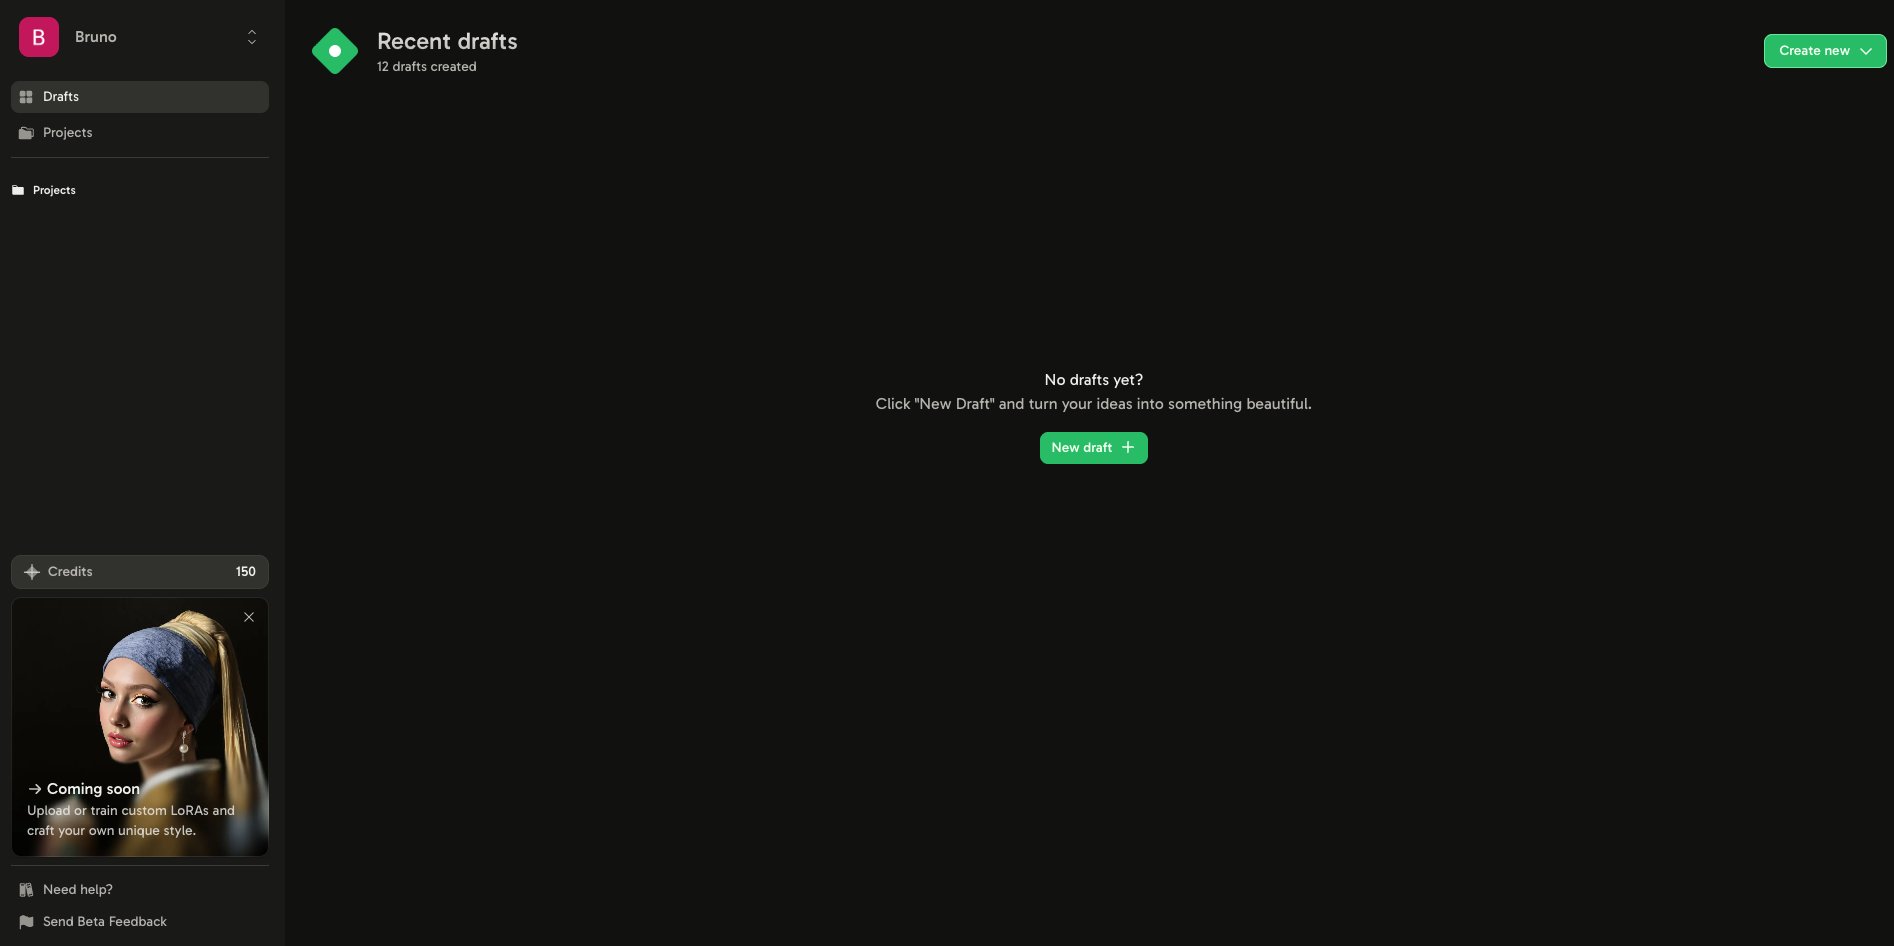 B
Bruno
Drafts
Projects
Projects
Credits 150
→ Coming soon
Upload or train custom LoRAs and
craft your own unique style.
Need help?
Send Beta Feedback
Recent drafts
12 drafts created
Create new
No drafts yet?
Click "New Draft" and turn your ideas into something beautiful.
New draft +